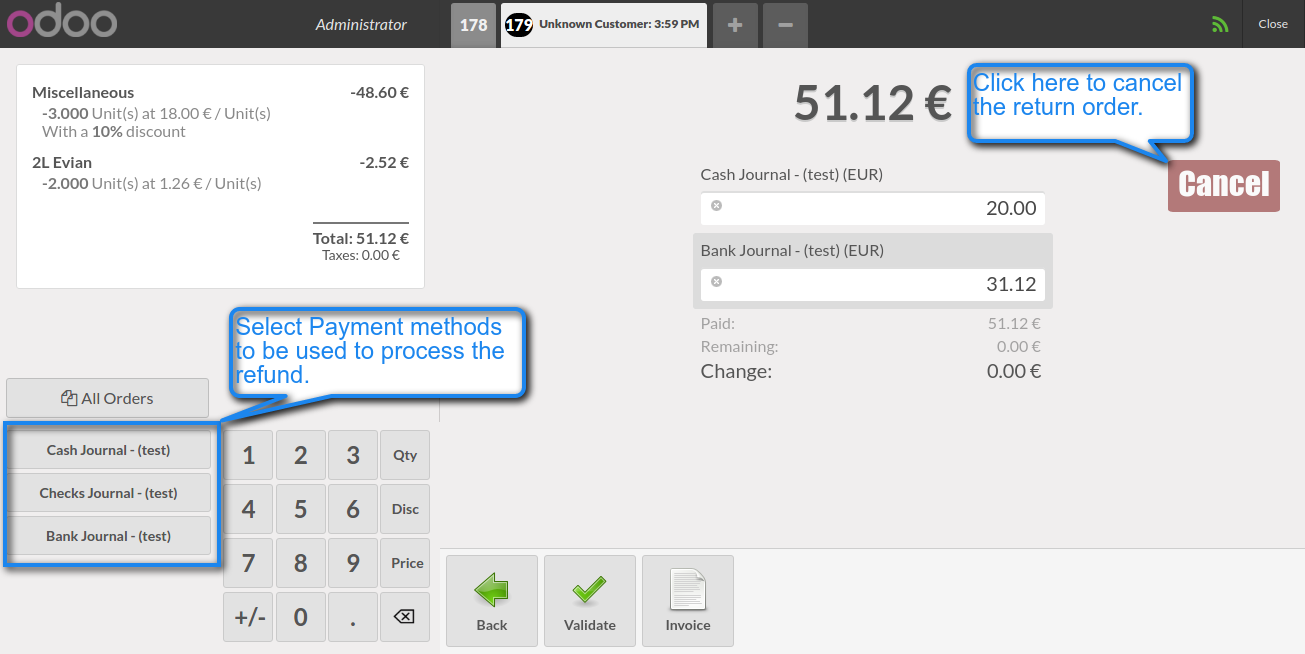 odoo
Administrator
178
179 Unknown Customer: 3:59 PM
+
−
Close
Miscellaneous -48.60 €
-3.000 Unit(s) at 18.00 € / Unit(s)
With a 10% discount
2L Evian -2.52 €
-2.000 Unit(s) at 1.26 € / Unit(s)
Total: 51.12 €
Taxes: 0.00 €
51.12 €
Click here to cancel
the return order.
Cancel
Cash Journal - (test) (EUR)
20.00
Bank Journal - (test) (EUR)
31.12
Paid: 51.12 €
Remaining: 0.00 €
Change: 0.00 €
Select Payment methods
to be used to process the
refund.
All Orders
Cash Journal - (test)
Checks Journal - (test)
Bank Journal - (test)
1 2 3 Qty
4 5 6 Disc
7 8 9 Price
+/- 0 .
Back
Validate
Invoice